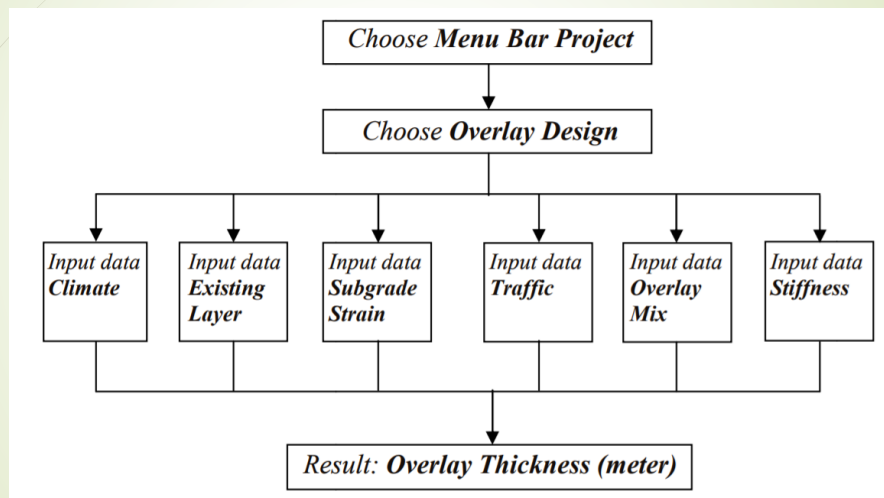 Choose Menu Bar Project
Choose Overlay Design
Input data
Climate
Input data
Existing
Layer
Input data
Subgrade
Strain
Input data
Traffic
Input data
Overlay
Mix
Input data
Stiffness
Result: Overlay Thickness (meter)